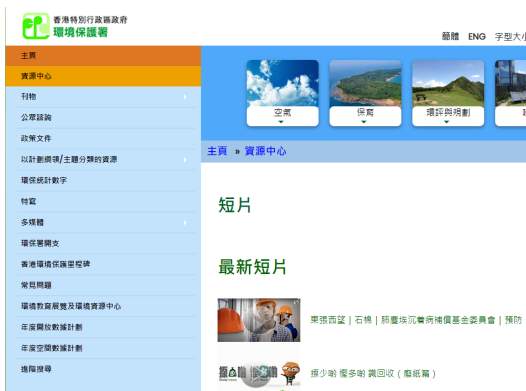 香港特別行政區政府
環境保護署
簡體 ENG 字型大小
主頁
資源中心
刊物
公眾諮詢
政策文件
以計劃綱領/主題分類的資源
環保統計數字
特寫
多媒體
環保署開支
香港環境保護里程碑
常見問題
環境教育展覽及環境資源中心
年度開放數據計劃
年度空間數據計劃
進階搜尋
空氣
保育
環評與規劃
主頁 » 資源中心
短片
最新短片
東張西望 | 石棉 | 肺塵埃沉着病補償基金委員會 | 預防
揼少啲 慳多啲 識回收 ( 廢紙篇 )